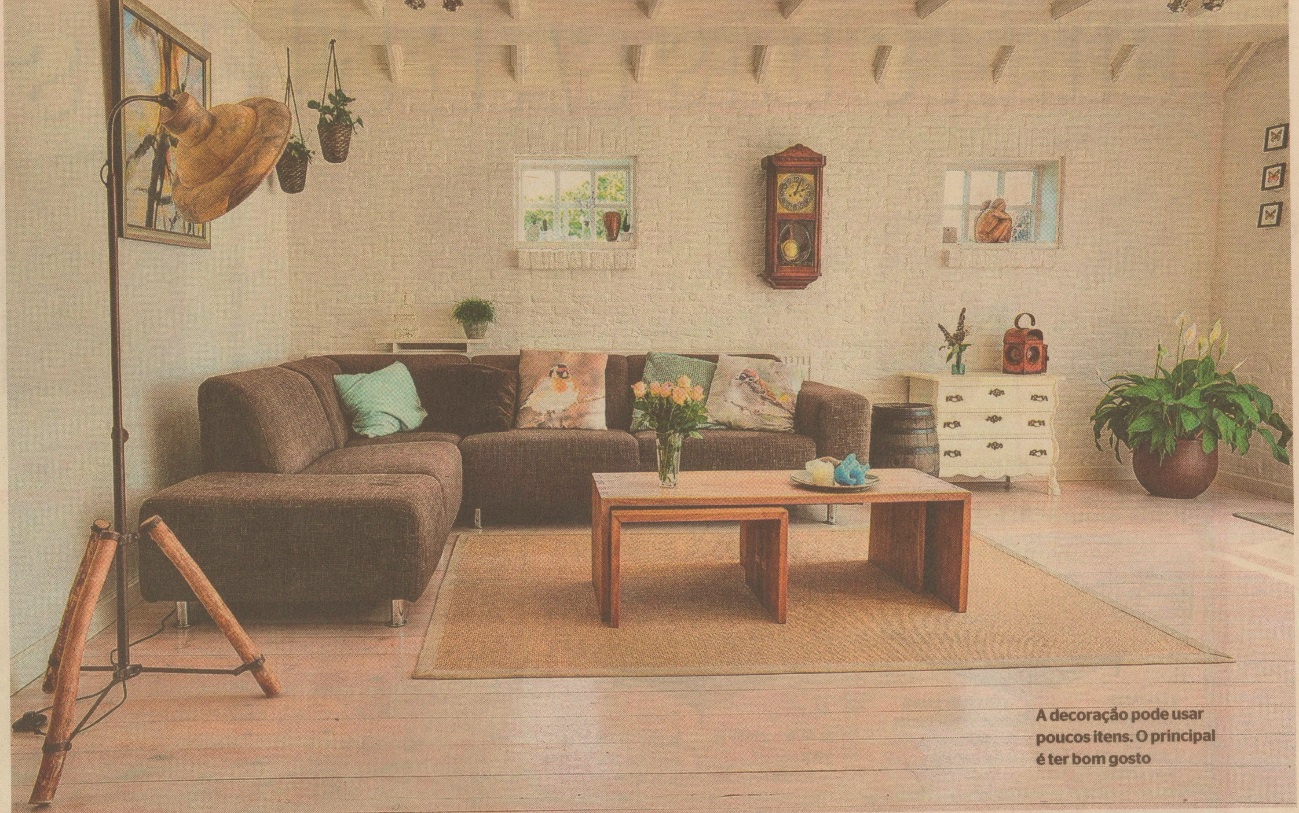 A decoração pode usar
poucos itens. O principal
é ter bom gosto